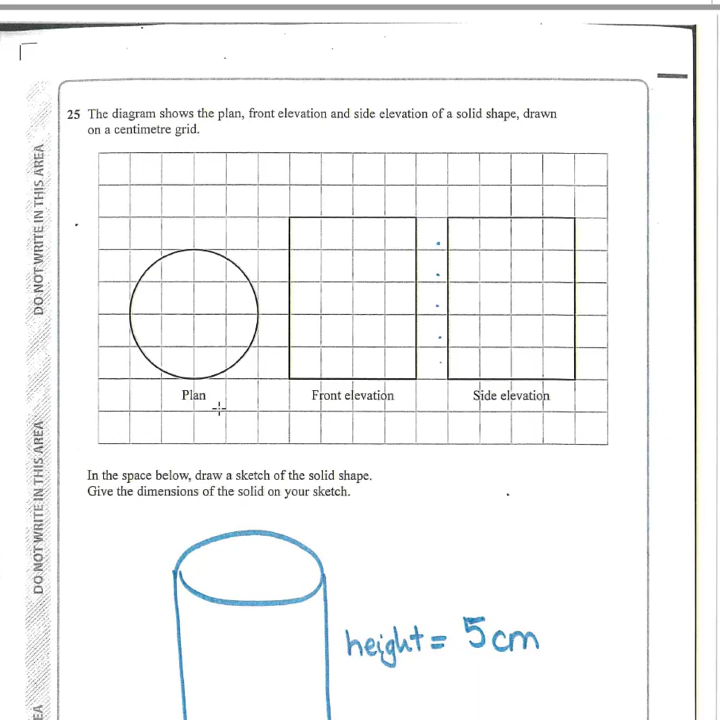 25 The diagram shows the plan, front elevation and side elevation of a solid shape, drawn
on a centimetre grid.
Plan
Front elevation
Side elevation
In the space below, draw a sketch of the solid shape.
Give the dimensions of the solid on your sketch.
height = 5cm
DO NOT WRITE IN THIS AREA
DO NOT WRITE IN THIS AREA
EA